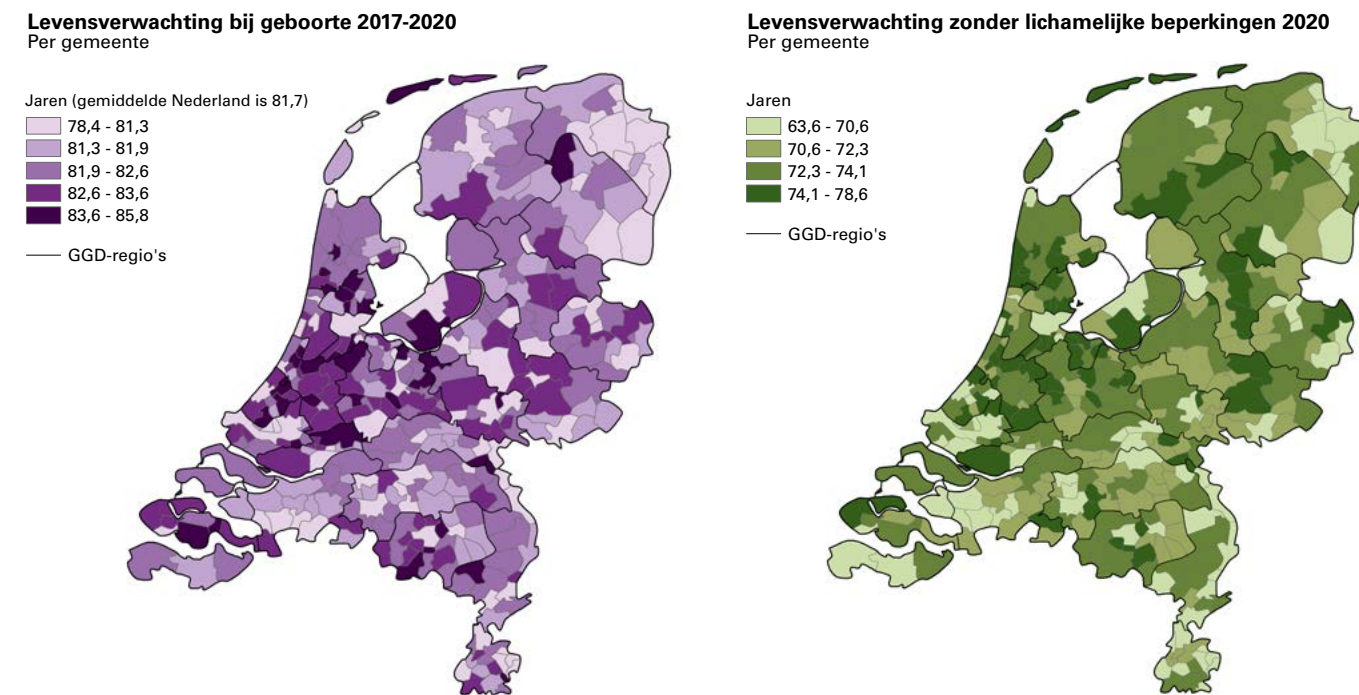 Levensverwachting bij geboorte 2017-2020
Per gemeente
Jaren (gemiddelde Nederland is 81,7)
78,4 - 81,3
81,3 - 81,9
81,9 - 82,6
82,6 - 83,6
83,6 - 85,8
GGD-regio's
Levensverwachting zonder lichamelijke beperkingen 2020
Per gemeente
Jaren
63,6 - 70,6
70,6 - 72,3
72,3 - 74,1
74,1 - 78,6
GGD-regio's